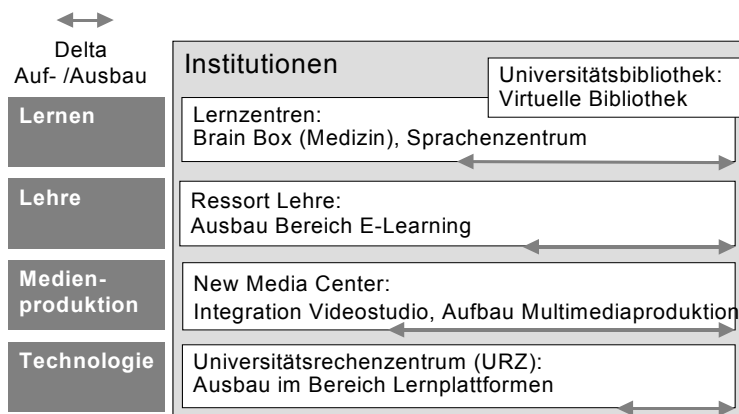 Delta
Auf- /Ausbau
Institutionen
Universitätsbibliothek:
Virtuelle Bibliothek
Lernen
Lernzentren:
Brain Box (Medizin), Sprachenzentrum
Lehre
Ressort Lehre:
Ausbau Bereich E-Learning
Medien-
produktion
New Media Center:
Integration Videostudio, Aufbau Multimediaproduktion
Technologie
Universitätsrechenzentrum (URZ):
Ausbau im Bereich Lernplattformen